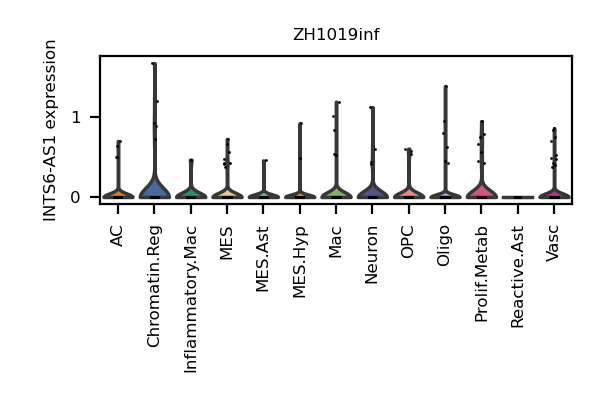 ZH1019inf
INTS6-AS1 expression
1
0
AC
Chromatin.Reg
Inflammatory.Mac
MES
MES.Ast
MES.Hyp
Mac
Neuron
OPC
Oligo
Prolif.Metab
Reactive.Ast
Vasc